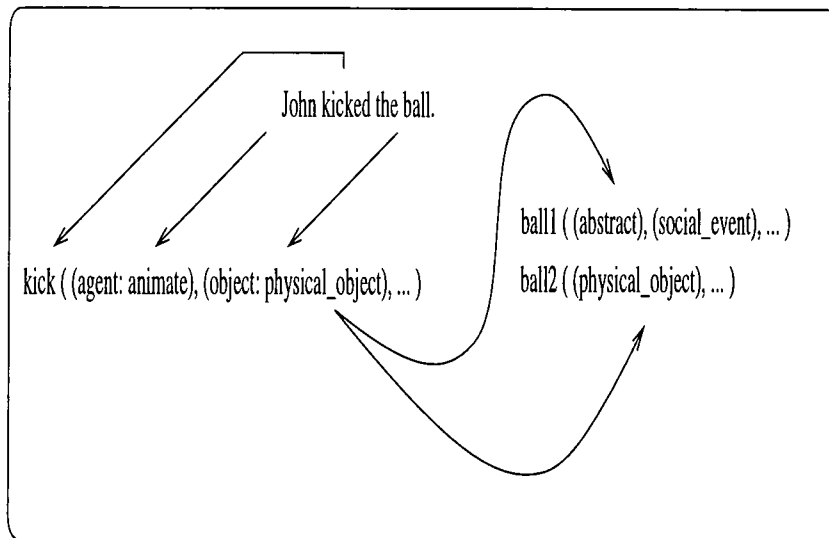 John kicked the ball.
ball1 ( (abstract), (social_event), ... )
kick ( (agent: animate), (object: physical_object), ... )
ball2 ( (physical_object), ... )